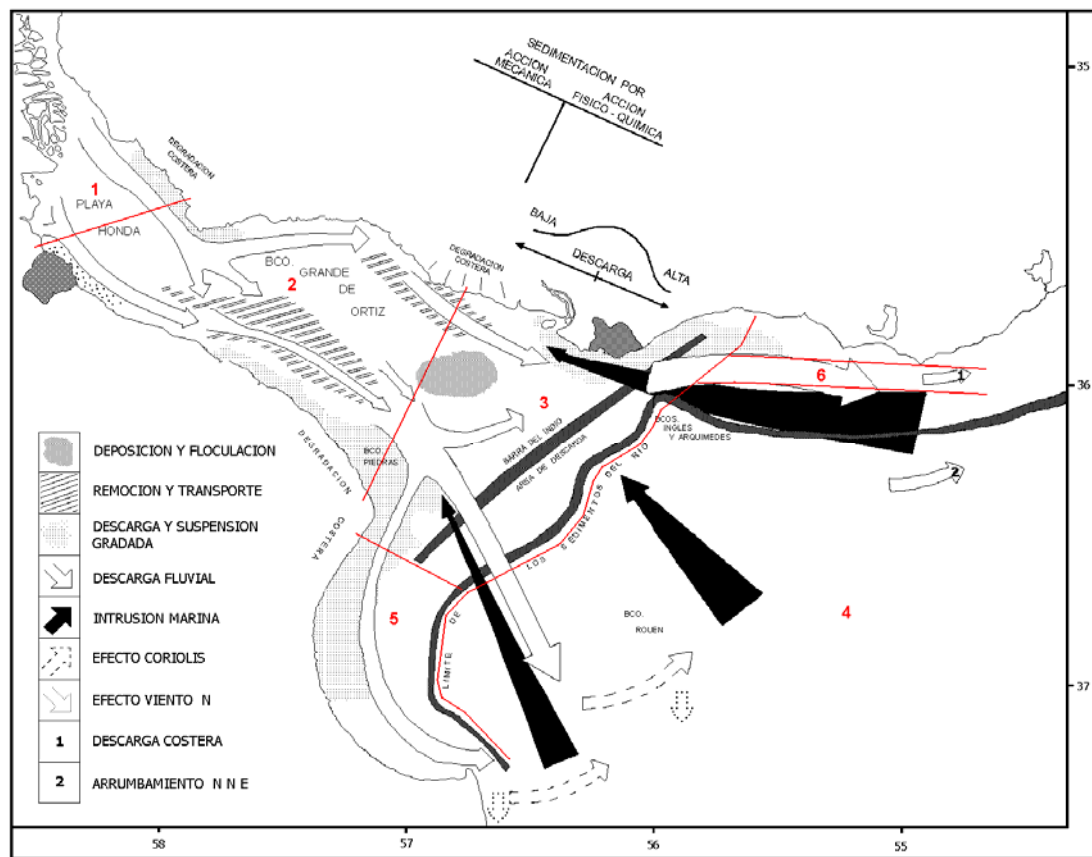 SEDIMENTACION POR
ACCION
MECANICA
ACCION
FISICO - QUIMICA
35
DEGRADACION
COSTERA
1
PLAYA
HONDA
BAJA
DESCARGA
ALTA
BCO.
GRANDE
2
DE
ORTIZ
DEGRADACION
COSTERA
6
1
36
3
BCOS.
INGLES
Y ARQUIMEDES
BARRA DEL INDIO
AREA DE DESCARGA
2
BCO.
PIEDRAS
DEGRADACION
COSTERA
LIMITE DE LOS SEDIMENTOS DEL RIO
BCO.
ROUEN
4
5
37
DEPOSICION Y FLOCULACION
REMOCION Y TRANSPORTE
DESCARGA Y SUSPENSION
GRADADA
DESCARGA FLUVIAL
INTRUSION MARINA
EFECTO CORIOLIS
EFECTO VIENTO N
1 DESCARGA COSTERA
2 ARRUMBAMIENTO N N E
58 57 56 55